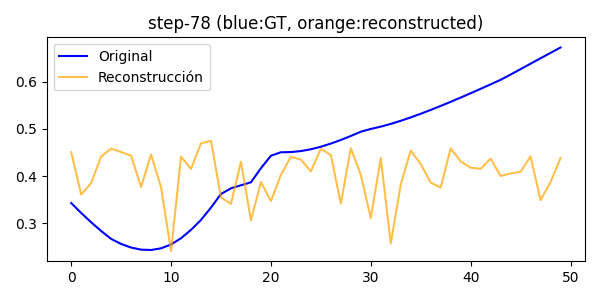 step-78 (blue:GT, orange:reconstructed)
Original
Reconstrucción
0.6
0.5
0.4
0.3
0 10 20 30 40 50